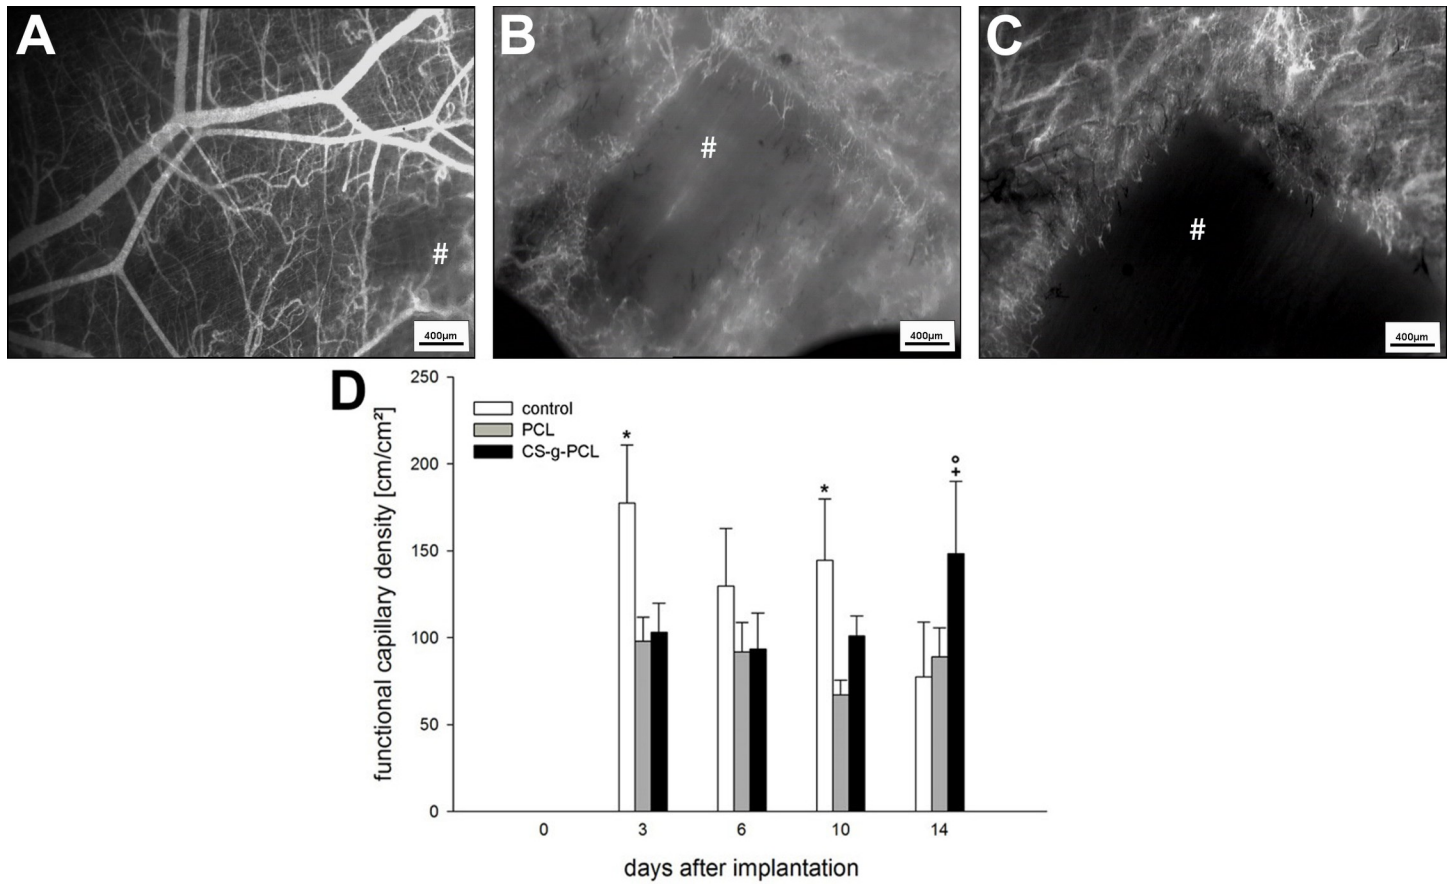 A
B
C
#
#
#
400µm
400µm
400µm
D
functional capillary density [cm/cm²]
250
200
150
100
50
0
control
PCL
CS-g-PCL
*
*
°
+
0 3 6 10 14
days after implantation